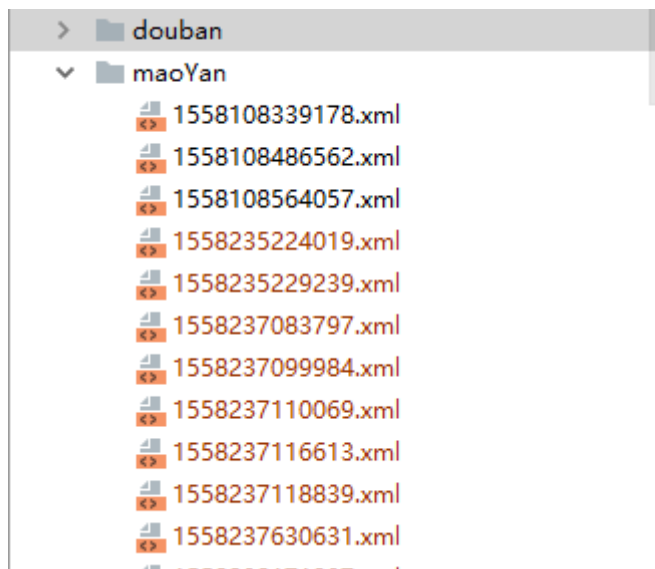 douban
maoYan
1558108339178.xml
1558108486562.xml
1558108564057.xml
1558235224019.xml
1558235229239.xml
1558237083797.xml
1558237099984.xml
1558237110069.xml
1558237116613.xml
1558237118839.xml
1558237630631.xml